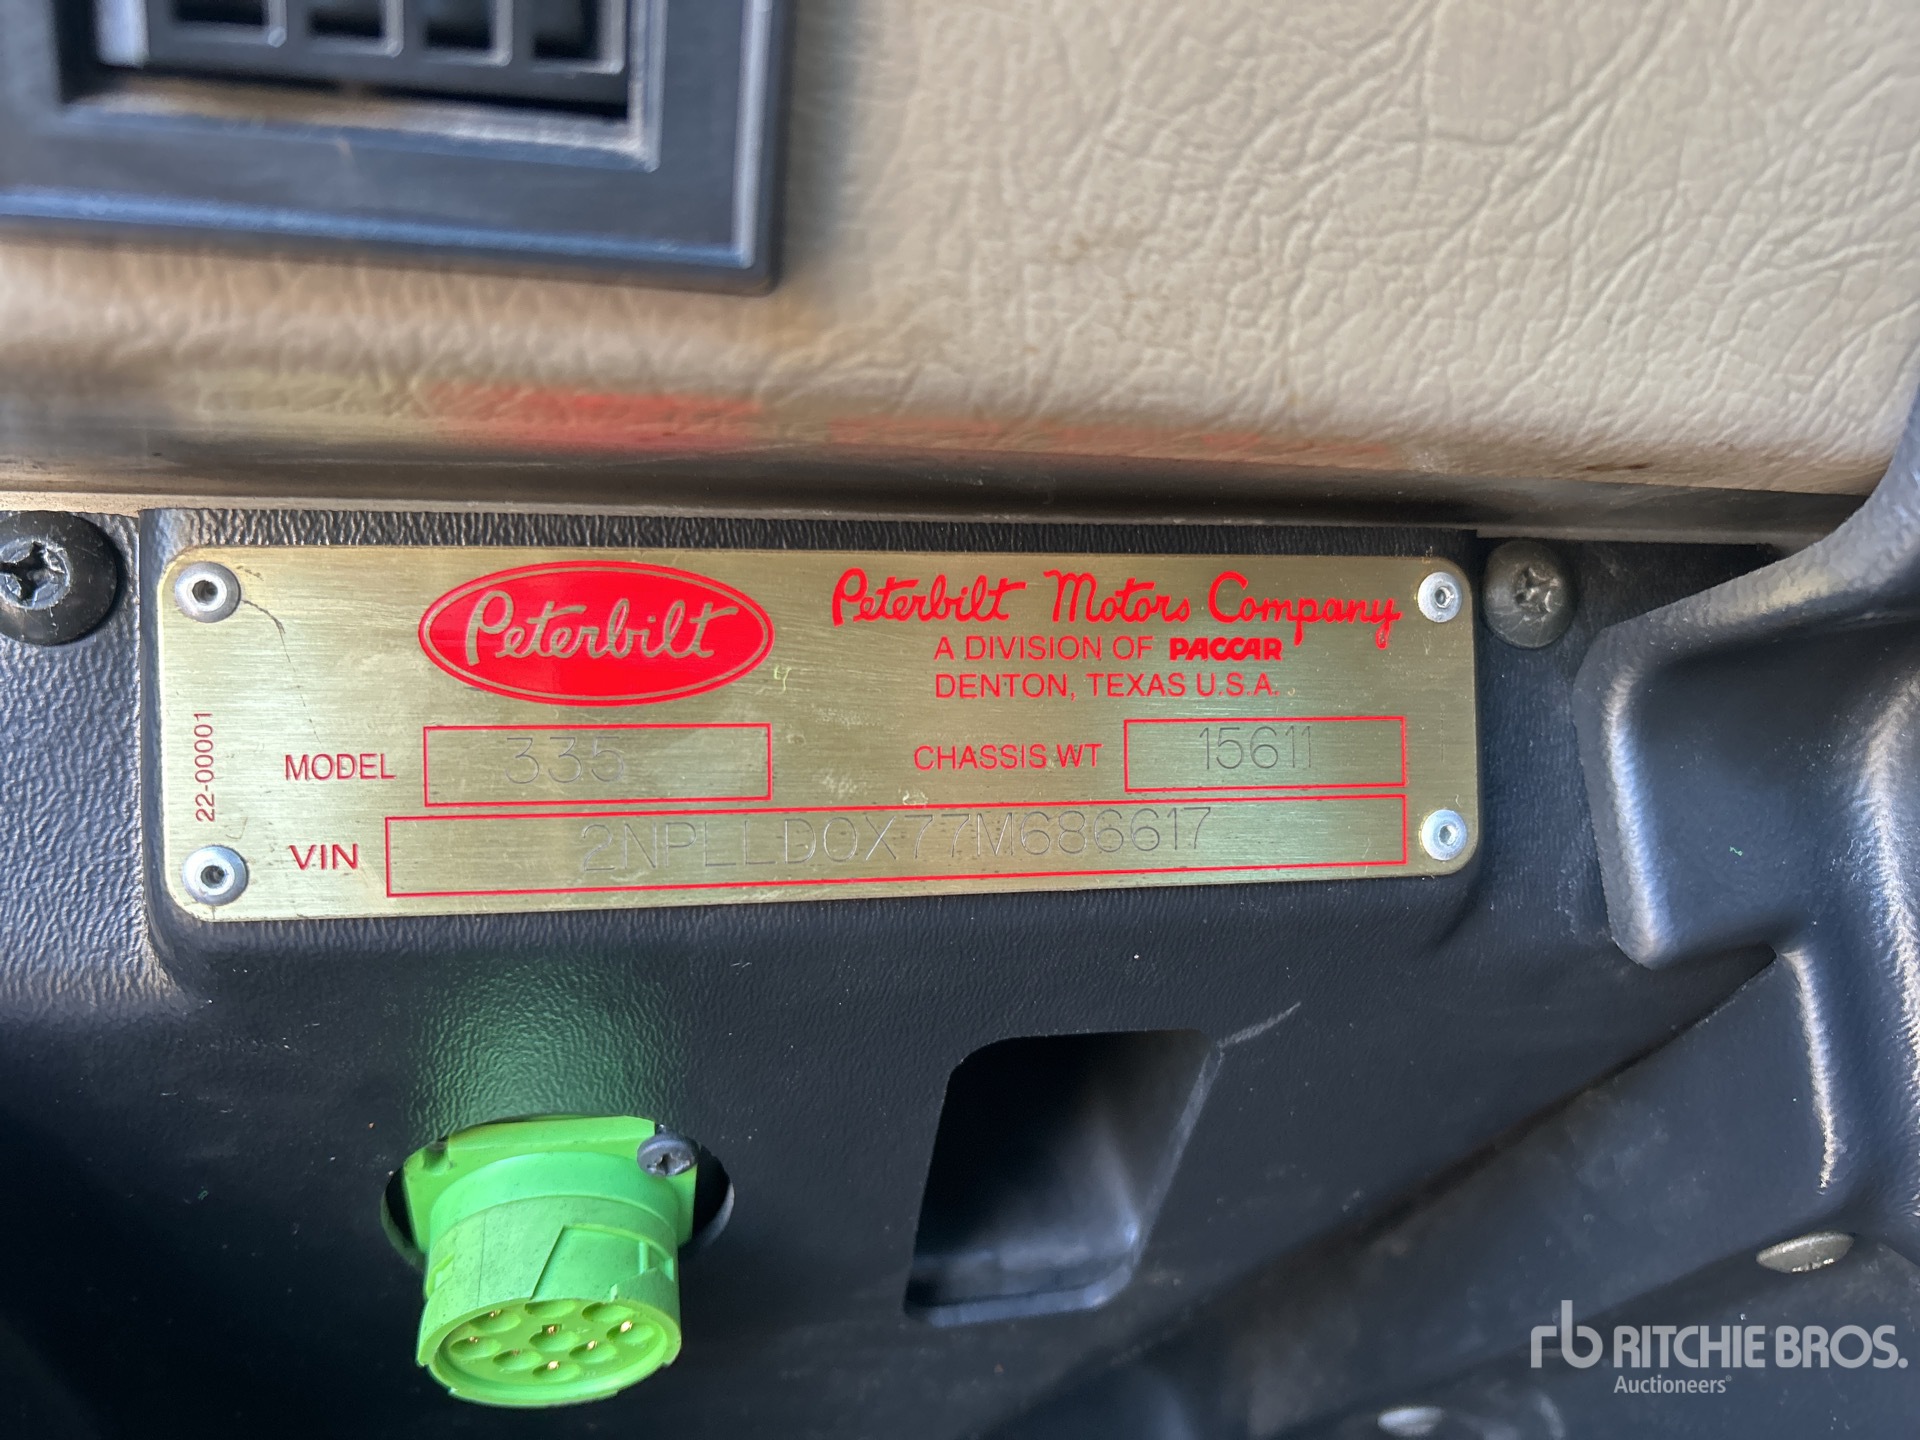 Peterbilt
Peterbilt Motors Company
A DIVISION OF PACCAR
DENTON, TEXAS U.S.A.
22-00001
MODEL 335
CHASSIS WT 15611
VIN 2NPLLD0X77M686617
rb RITCHIE BROS.
Auctioneers